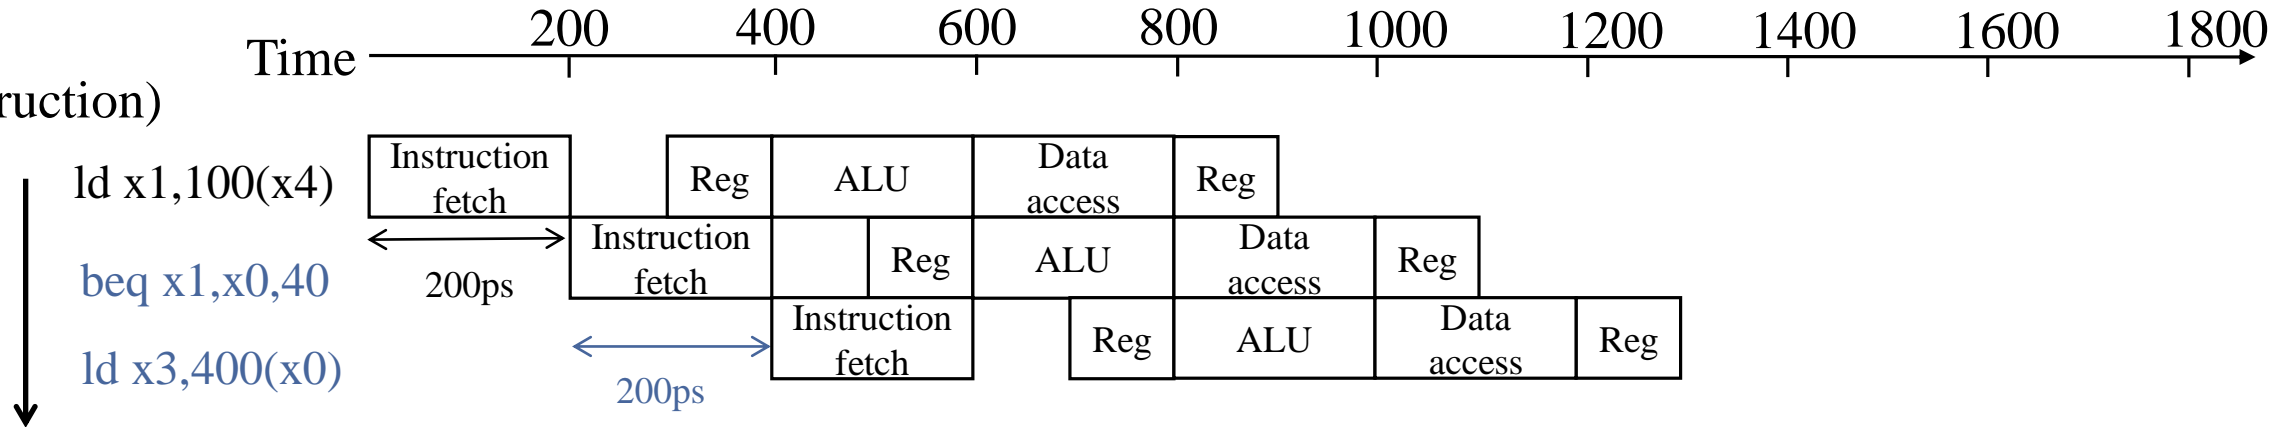 200 400 600 800 1000 1200 1400 1600 1800
Time
ruction)
ld x1,100(x4)
Instruction
fetch
Reg
ALU
Data
access
Reg
200ps
beq x1,x0,40
Instruction
fetch
Reg
ALU
Data
access
Reg
200ps
ld x3,400(x0)
Instruction
fetch
Reg
ALU
Data
access
Reg